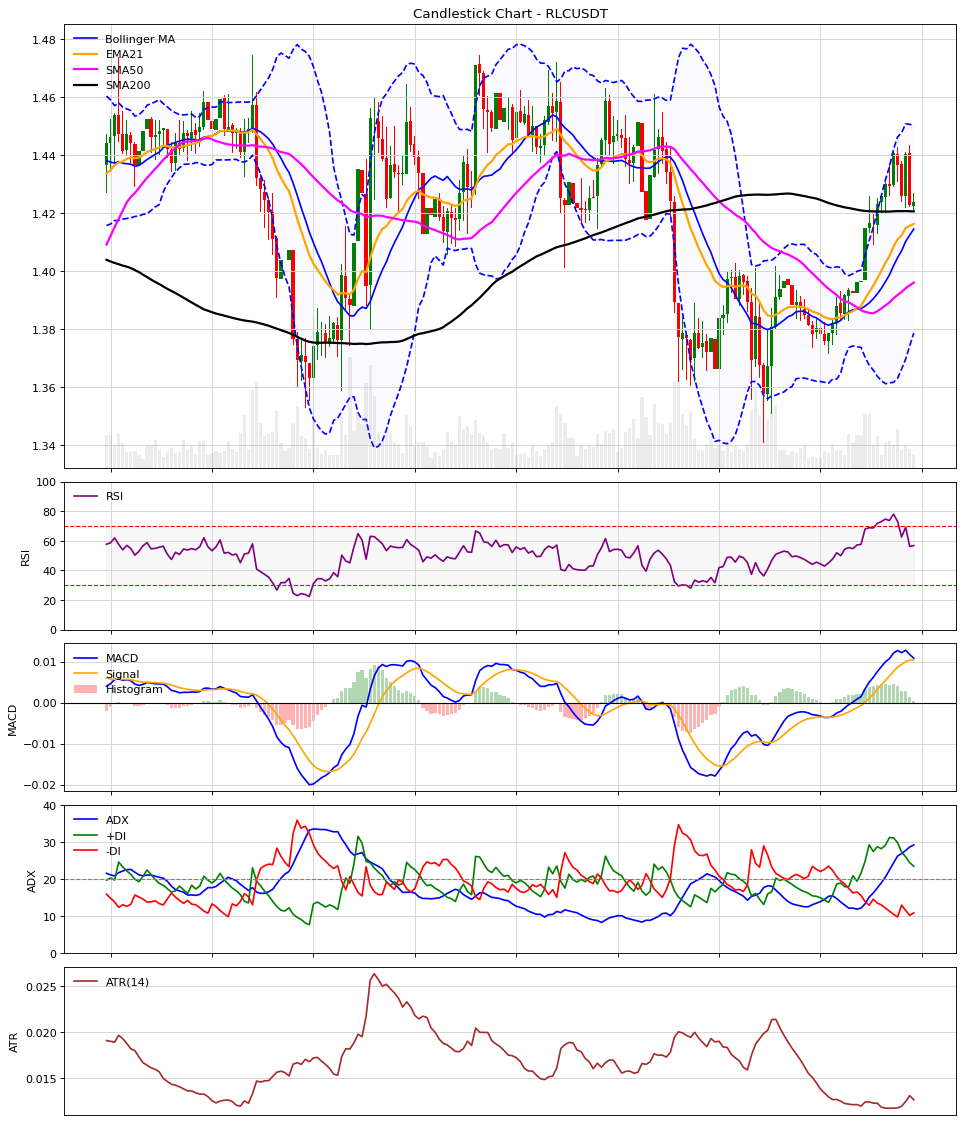 Candlestick Chart - RLCUSDT
1.48
1.46
1.44
1.42
1.40
1.38
1.36
1.34
Bollinger MA
EMA21
SMA50
SMA200
100
80
60
40
20
0
RSI
RSI
0.01
0.00
−0.01
−0.02
MACD
MACD
Signal
Histogram
40
30
20
10
0
ADX
ADX
+DI
-DI
0.025
0.020
0.015
ATR
ATR(14)